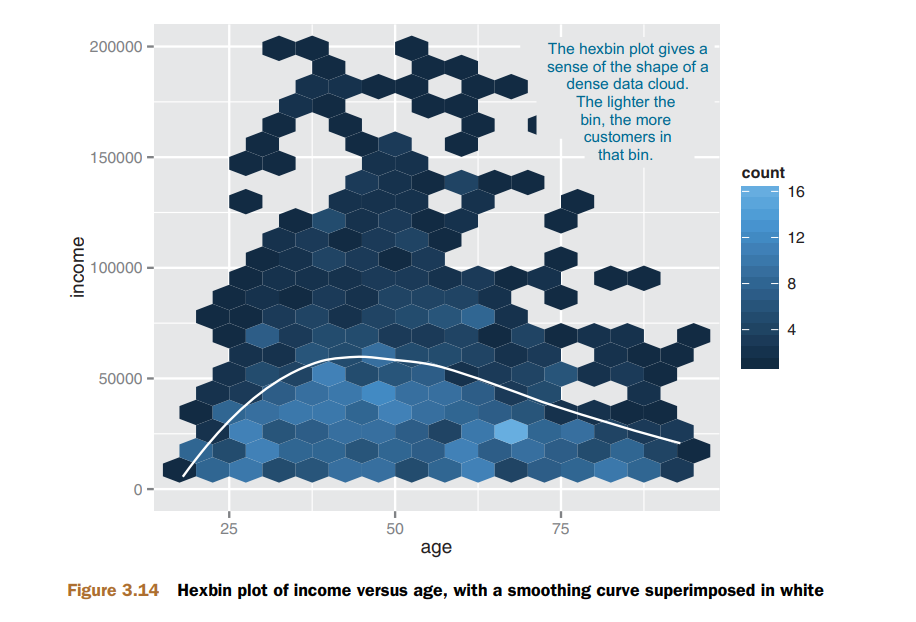 200000
150000
100000
50000
0
income
25
50
75
age
The hexbin plot gives a
sense of the shape of a
dense data cloud.
The lighter the
bin, the more
customers in
that bin.
count
16
12
8
4
Figure 3.14 Hexbin plot of income versus age, with a smoothing curve superimposed in white